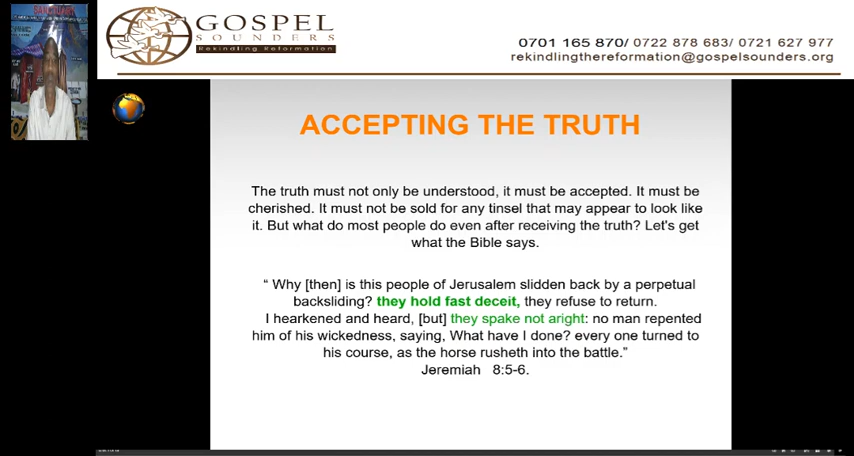 GOSPEL
SOUNDERS
Rekindling Reformation
0701 165 870/ 0722 878 683/ 0721 627 977
rekindlingthereformation@gospelsounders.org
ACCEPTING THE TRUTH
The truth must not only be understood, it must be accepted. It must be
cherished. It must not be sold for any tinsel that may appear to look like
it. But what do most people do even after receiving the truth? Let's get
what the Bible says.
“ Why [then] is this people of Jerusalem slidden back by a perpetual
backsliding? they hold fast deceit, they refuse to return.
I hearkened and heard, [but] they spake not aright: no man repented
him of his wickedness, saying, What have I done? every one turned to
his course, as the horse rusheth into the battle.”
Jeremiah 8:5-6.